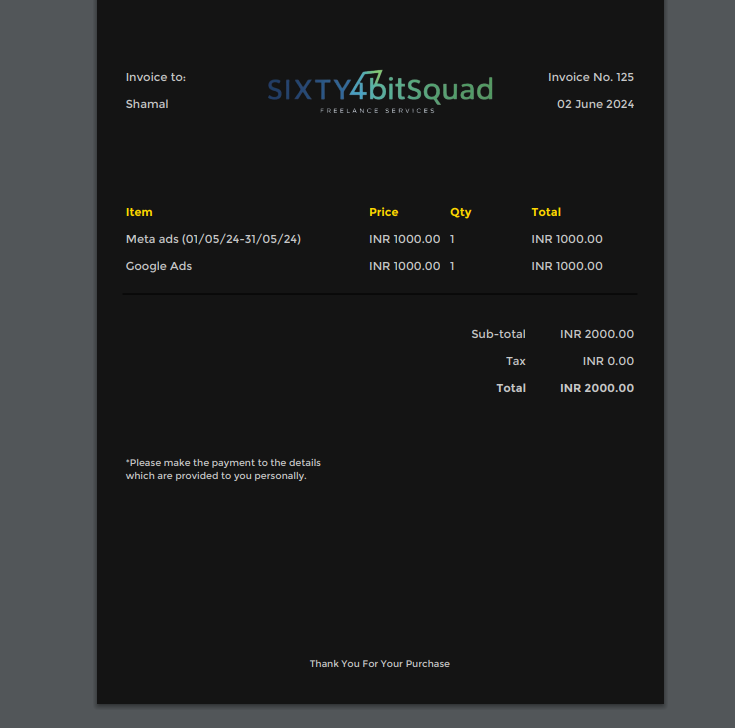 Invoice to:
SIXTY4bitSquad
Invoice No. 125
Shamal
FREELANCE SERVICES
02 June 2024
Item Price Qty Total
Meta ads (01/05/24-31/05/24) INR 1000.00 1 INR 1000.00
Google Ads INR 1000.00 1 INR 1000.00
Sub-total INR 2000.00
Tax INR 0.00
Total INR 2000.00
*Please make the payment to the details
which are provided to you personally.
Thank You For Your Purchase